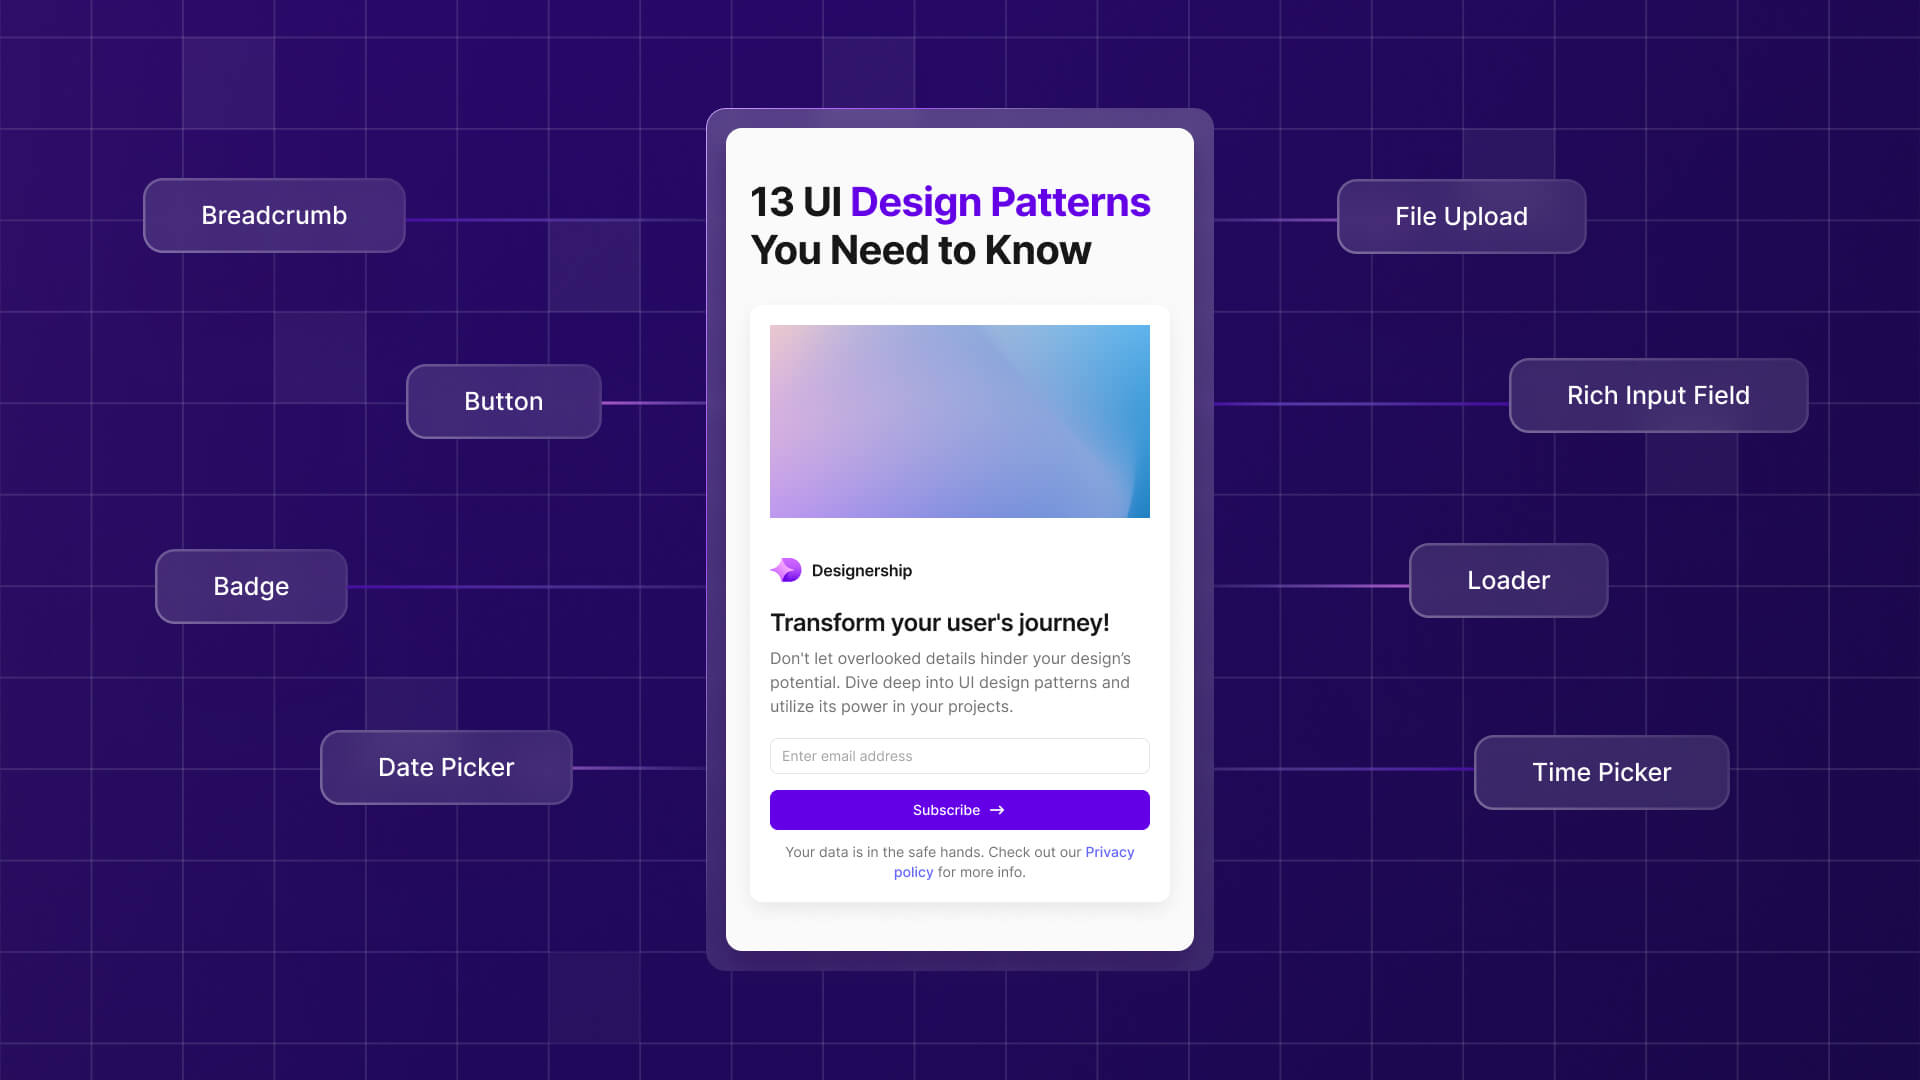 Breadcrumb
Button
Badge
Date Picker
13 UI Design Patterns
You Need to Know
Designership
Transform your user's journey!
Don't let overlooked details hinder your design’s
potential. Dive deep into UI design patterns and
utilize its power in your projects.
Enter email address
Subscribe →
Your data is in the safe hands. Check out our Privacy
policy for more info.
File Upload
Rich Input Field
Loader
Time Picker